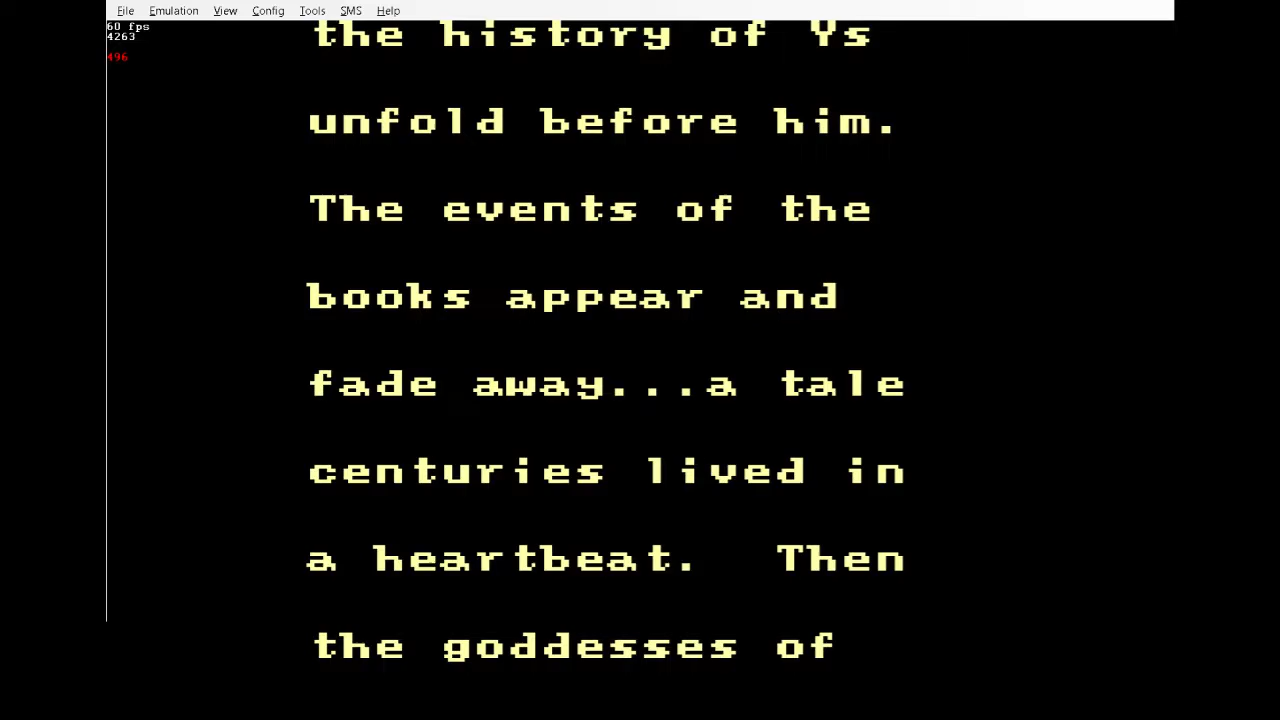 File Emulation View Config Tools SMS Help
60 fps
4263
496
the history of Ys
unfold before him.
The events of the
books appear and
fade away...a tale
centuries lived in
a heartbeat.  Then
the goddesses of